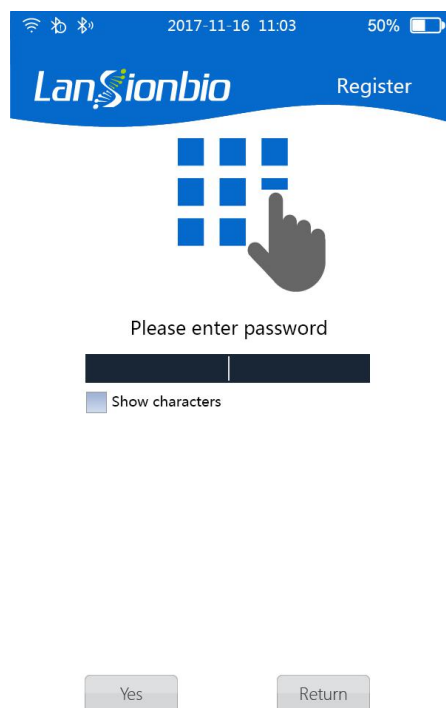 2017-11-16 11:03 50%
Lansionbio
Register
Please enter password
Show characters
Yes Return